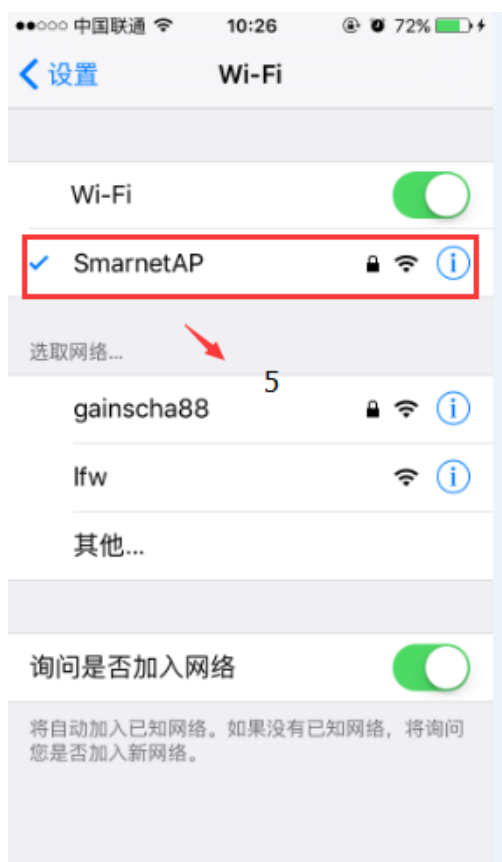 中国联通 10:26 72%
设置 Wi-Fi
Wi-Fi
SmarnetAP
选取网络...
5
gainscha88
lfw
其他...
询问是否加入网络
将自动加入已知网络。如果没有已知网络，将询问
您是否加入新网络。